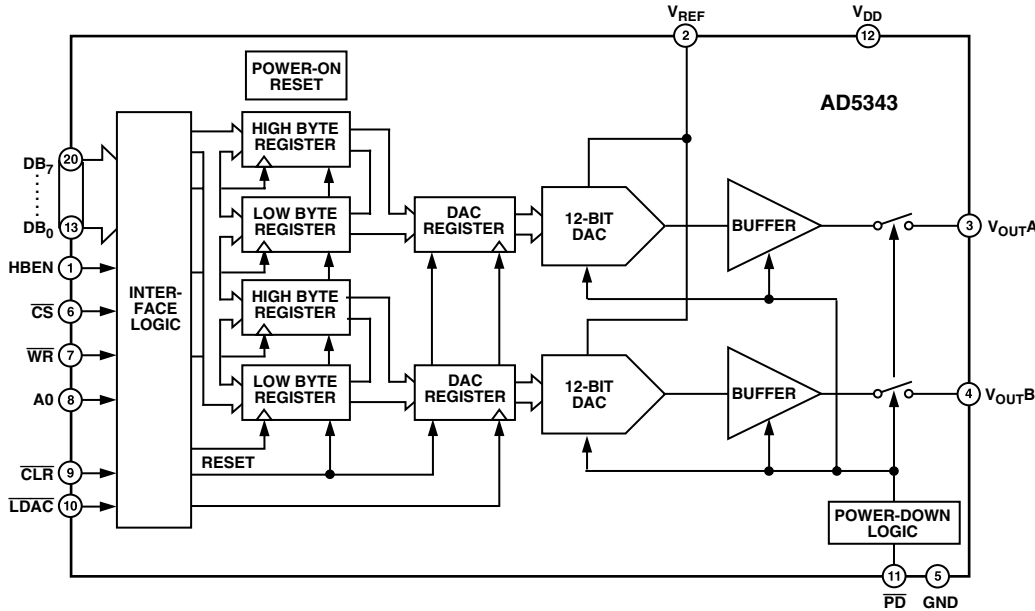 VREF
VDD
2
12
POWER-ON
RESET
AD5343
HIGH BYTE
REGISTER
DB7
20
DB0
13
HBEN
1
CS
6
WR
7
A0
8
CLR
9
LDAC
10
INTER-
FACE
LOGIC
LOW BYTE
REGISTER
DAC
REGISTER
12-BIT
DAC
BUFFER
3
VOUTA
HIGH BYTE
REGISTER
LOW BYTE
REGISTER
DAC
REGISTER
12-BIT
DAC
BUFFER
4
VOUTB
RESET
POWER-DOWN
LOGIC
11
5
PD
GND